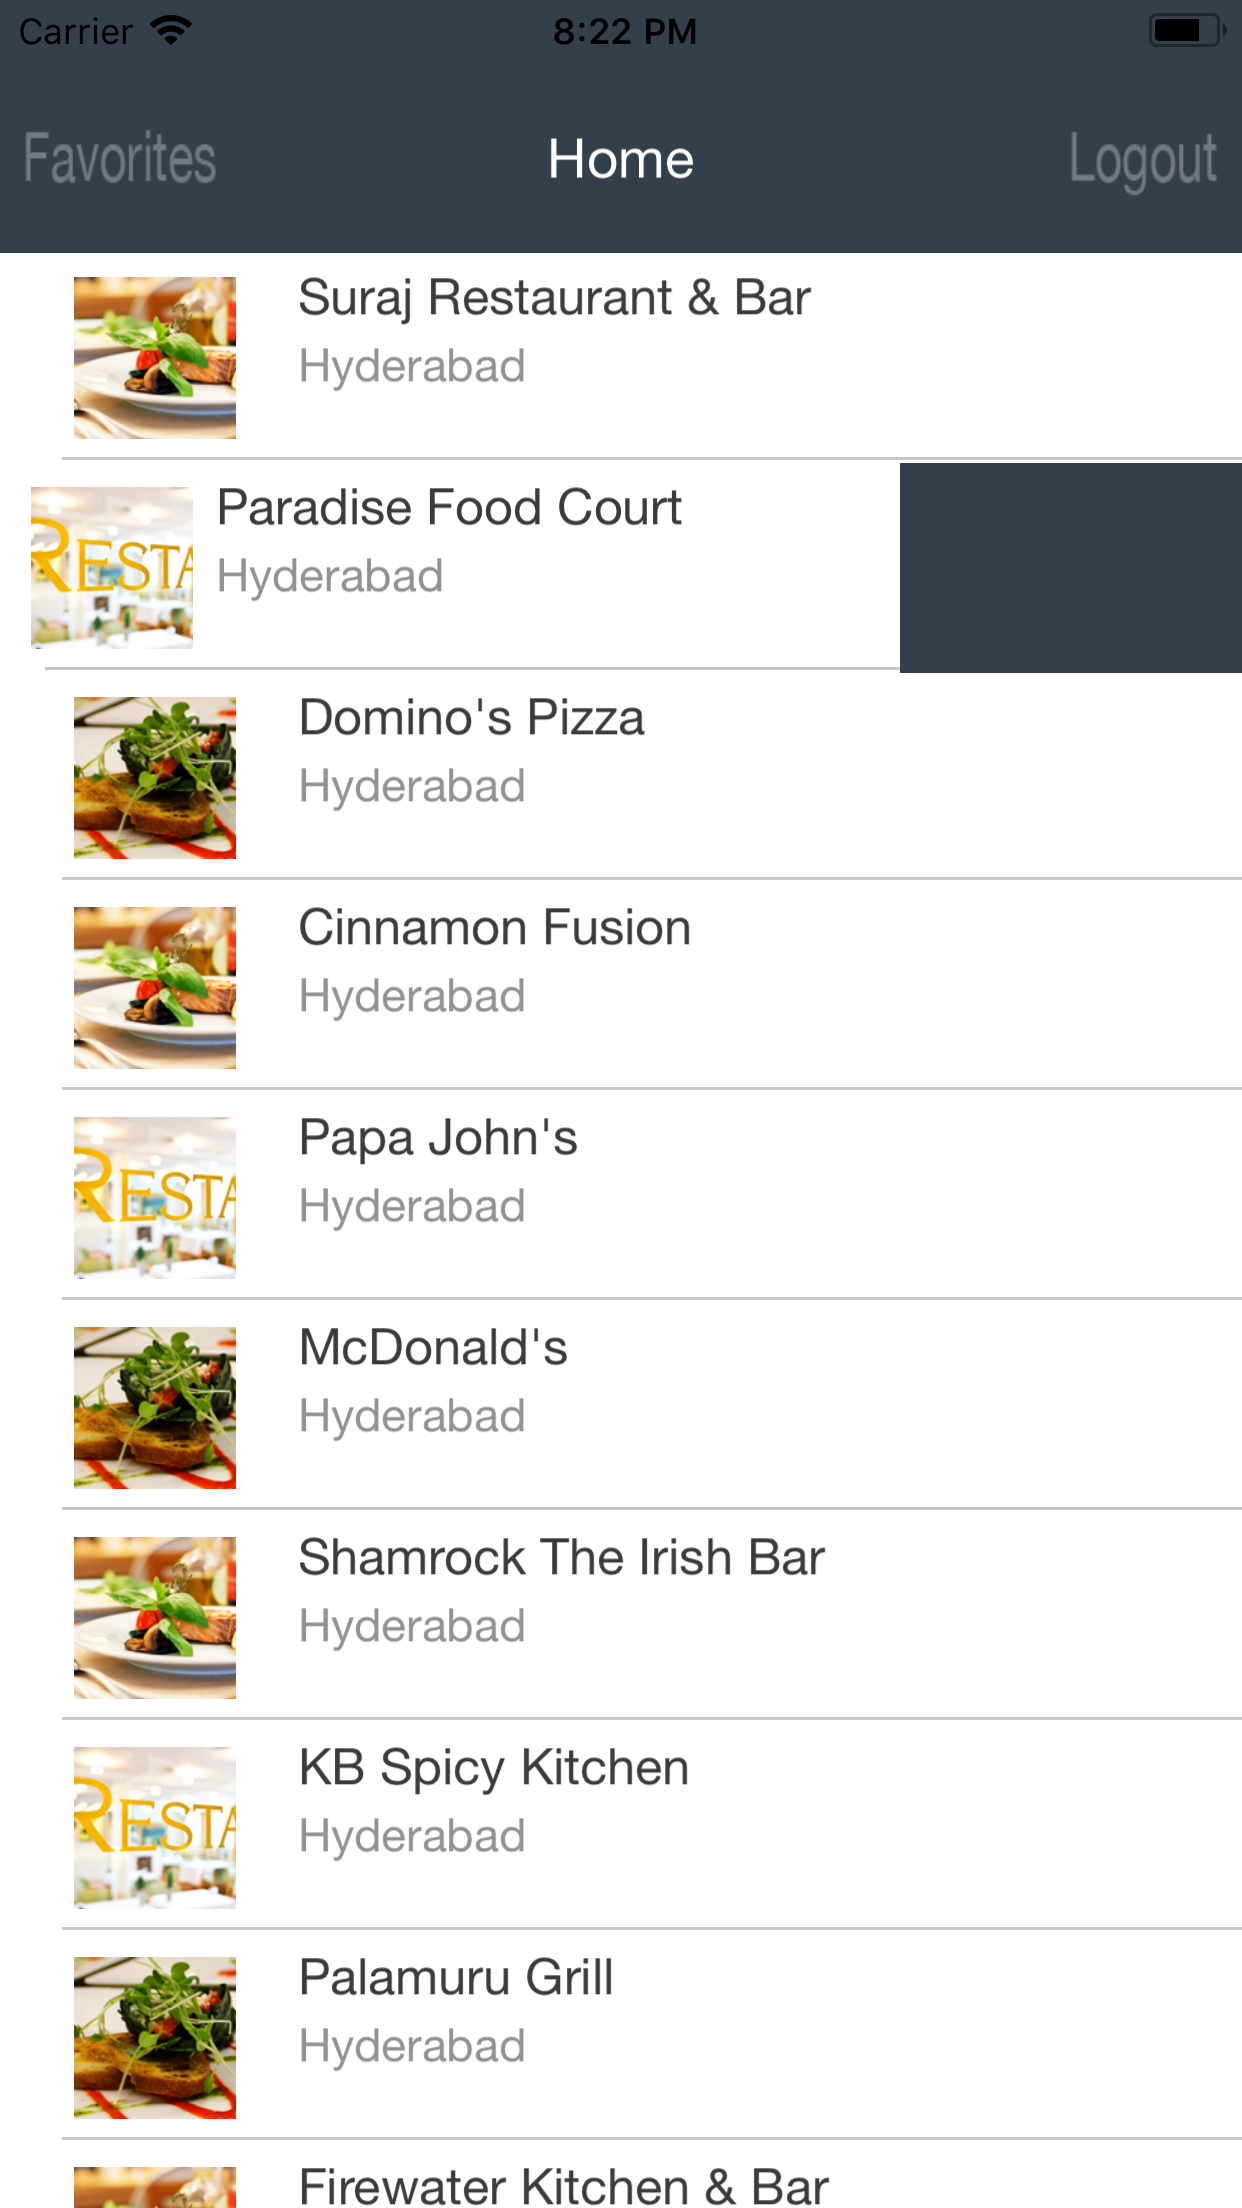 Carrier 8:22 PM
Favorites Home Logout
Suraj Restaurant & Bar
Hyderabad
RESTA
Paradise Food Court
Hyderabad
Domino's Pizza
Hyderabad
Cinnamon Fusion
Hyderabad
RESTA
Papa John's
Hyderabad
McDonald's
Hyderabad
Shamrock The Irish Bar
Hyderabad
RESTA
KB Spicy Kitchen
Hyderabad
Palamuru Grill
Hyderabad
Firewater Kitchen & Bar